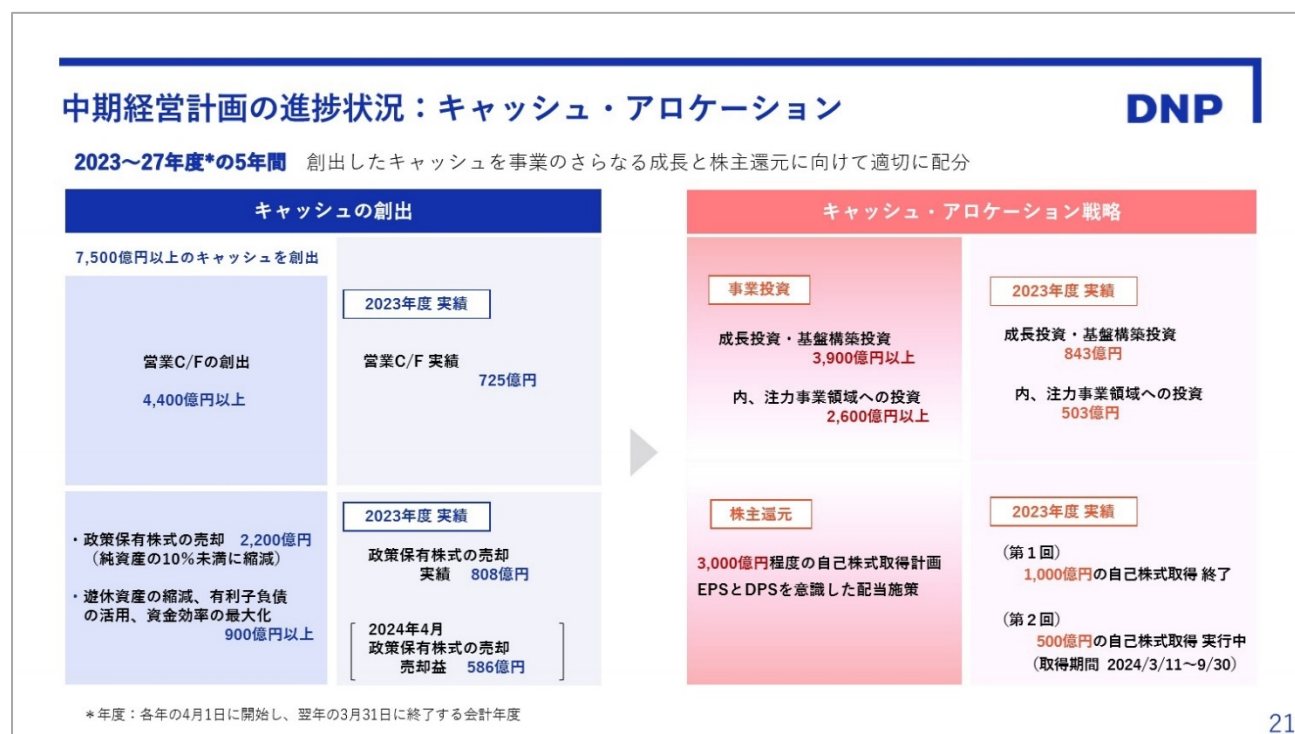 中期経営計画の進捗状況：キャッシュ・アロケーション
DNP
2023～27年度*の5年間 創出したキャッシュを事業のさらなる成長と株主還元に向けて適切に配分
キャッシュの創出
7,500億円以上のキャッシュを創出
営業C/Fの創出
4,400億円以上
2023年度 実績
営業C/F 実績
725億円
・政策保有株式の売却 2,200億円
（純資産の10％未満に縮減）
・遊休資産の縮減、有利子負債
の活用、資金効率の最大化
900億円以上
2023年度 実績
政策保有株式の売却
実績 808億円
2024年4月
政策保有株式の売却
売却益 586億円
キャッシュ・アロケーション戦略
事業投資
成長投資・基盤構築投資
3,900億円以上
内、注力事業領域への投資
2,600億円以上
2023年度 実績
成長投資・基盤構築投資
843億円
内、注力事業領域への投資
503億円
株主還元
3,000億円程度の自己株式取得計画
EPSとDPSを意識した配当施策
2023年度 実績
（第１回）
1,000億円の自己株式取得 終了
（第２回）
500億円の自己株式取得 実行中
（取得期間 2024/3/11～9/30）
＊年度：各年の4月1日に開始し、翌年の3月31日に終了する会計年度
21